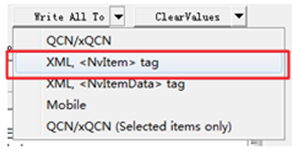 Write All To ClearValues
QCN/xQCN
XML, <NvItem> tag
XML, <NvItemData> tag
Mobile
QCN/xQCN (Selected items only)